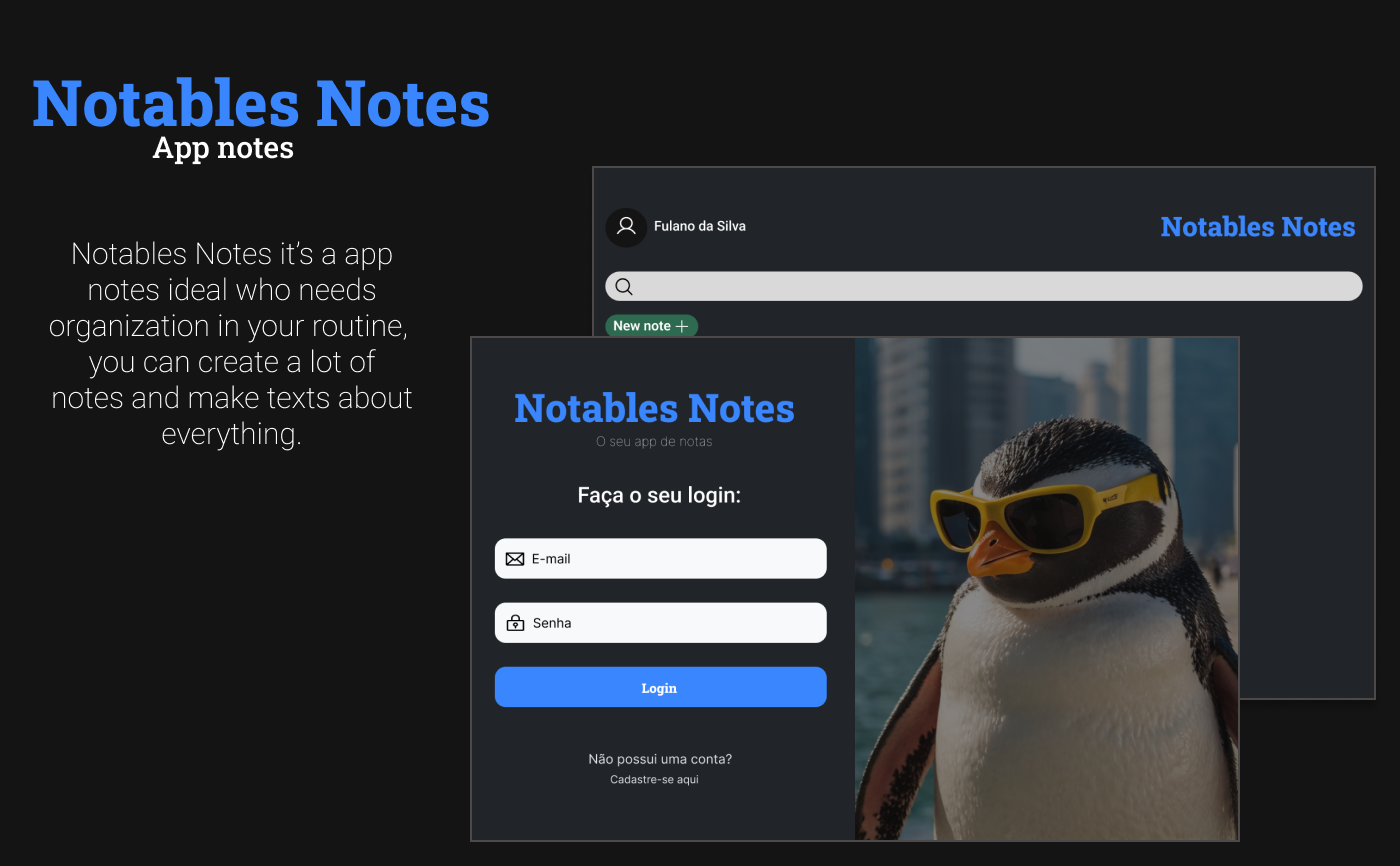 Notables Notes
App notes
Notables Notes it’s a app
notes ideal who needs
organization in your routine,
you can create a lot of
notes and make texts about
everything.
Fulano da Silva
Notables Notes
New note
Notables Notes
O seu app de notas
Faça o seu login:
E-mail
Senha
Login
Não possui uma conta?
Cadastre-se aqui